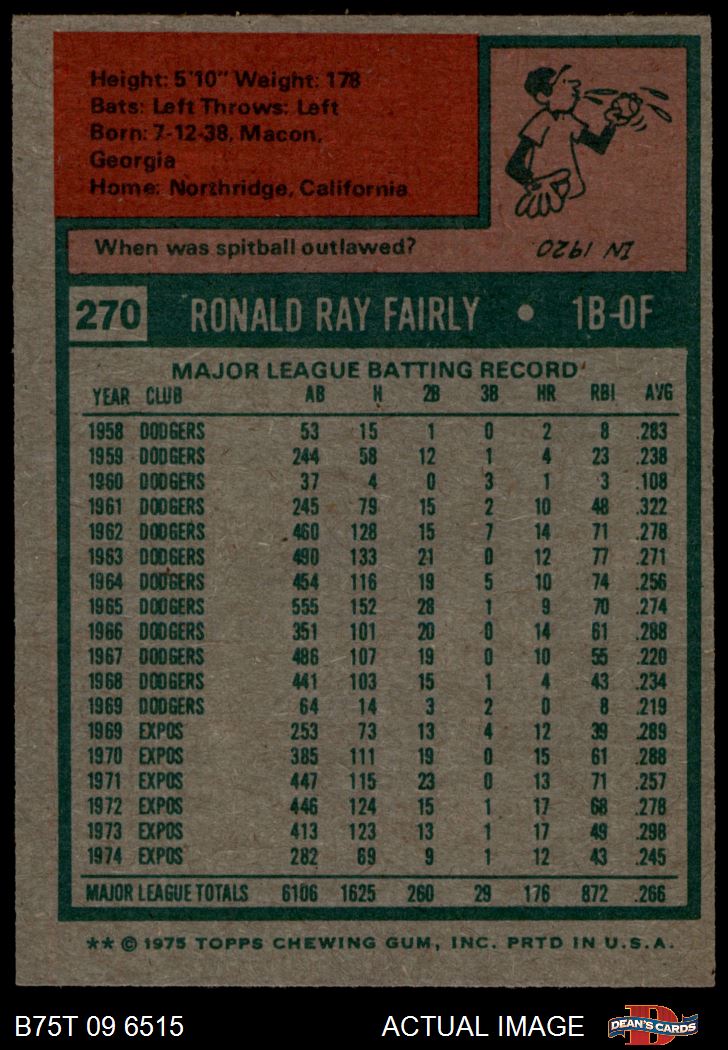 Height: 5'10" Weight: 178
Bats: Left Throws: Left
Born: 7-12-38, Macon,
Georgia
Home: Northridge, California
When was spitball outlawed?
IN 1920
270 RONALD RAY FAIRLY • 1B-OF
MAJOR LEAGUE BATTING RECORD
YEAR CLUB AB H 2B 3B HR RBI AVG
1958 DODGERS 53 15 1 0 2 8 .283
1959 DODGERS 244 58 12 1 4 23 .238
1960 DODGERS 37 4 0 3 1 3 .108
1961 DODGERS 245 79 15 2 10 48 .322
1962 DODGERS 460 128 15 7 14 71 .278
1963 DODGERS 490 133 21 0 12 77 .271
1964 DODGERS 454 116 19 5 10 74 .256
1965 DODGERS 555 152 28 1 9 70 .274
1966 DODGERS 351 101 20 0 14 61 .288
1967 DODGERS 486 107 19 0 10 55 .220
1968 DODGERS 441 103 15 1 4 43 .234
1969 DODGERS 64 14 3 2 0 8 .219
1969 EXPOS 253 73 13 4 12 39 .289
1970 EXPOS 385 111 19 0 15 61 .288
1971 EXPOS 447 115 23 0 13 71 .257
1972 EXPOS 446 124 15 1 17 68 .278
1973 EXPOS 413 123 13 1 17 49 .298
1974 EXPOS 282 69 9 1 12 43 .245
MAJOR LEAGUE TOTALS 6106 1625 260 29 176 872 .266
** © 1975 TOPPS CHEWING GUM, INC. PRTD IN U.S.A.
B75T 09 6515 ACTUAL IMAGE DEAN'S CARDS